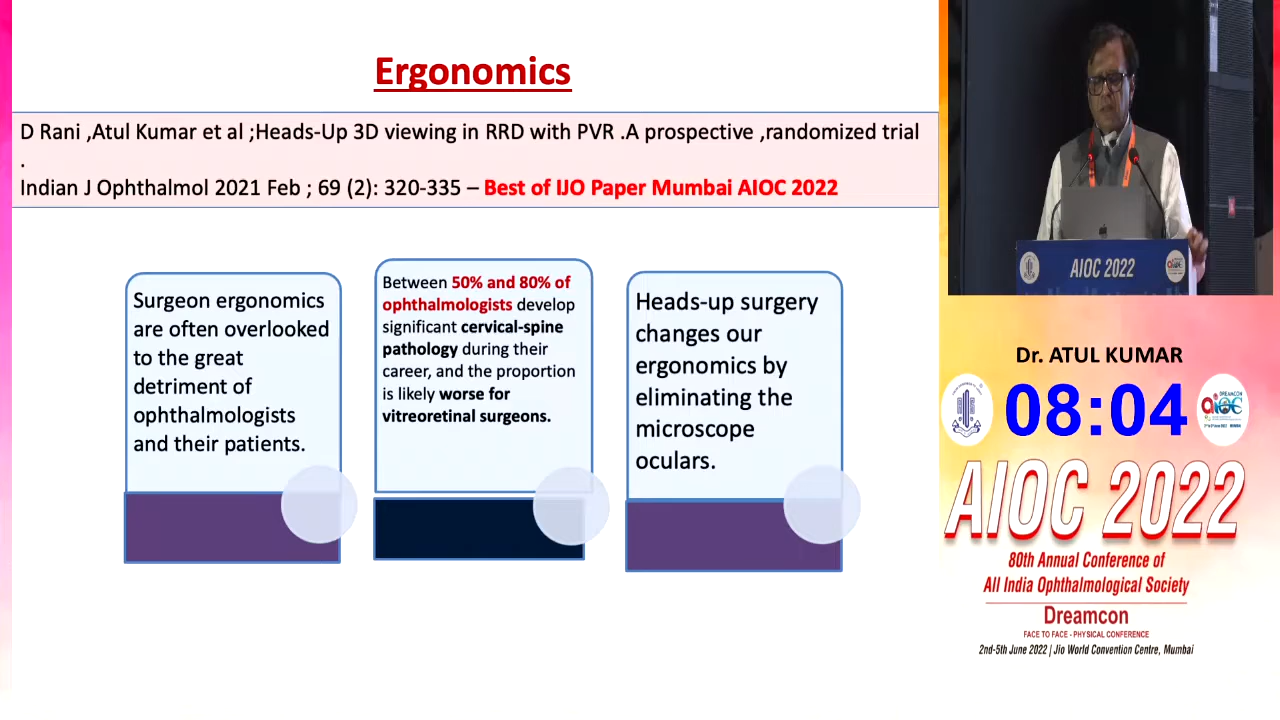 Ergonomics
D Rani ,Atul Kumar et al ;Heads-Up 3D viewing in RRD with PVR .A prospective ,randomized trial
.
Indian J Ophthalmol 2021 Feb ; 69 (2): 320-335 – Best of IJO Paper Mumbai AIOC 2022
Surgeon ergonomics
are often overlooked
to the great
detriment of
ophthalmologists
and their patients.
Between 50% and 80% of
ophthalmologists develop
significant cervical-spine
pathology during their
career, and the proportion
is likely worse for
vitreoretinal surgeons.
Heads-up surgery
changes our
ergonomics by
eliminating the
microscope
oculars.
AIOC 2022
Dr. ATUL KUMAR
08:04
AIOC 2022
80th Annual Conference of
All India Ophthalmological Society
Dreamcon
FACE TO FACE - PHYSICAL CONFERENCE
2nd-5th June 2022 | Jio World Convention Centre, Mumbai